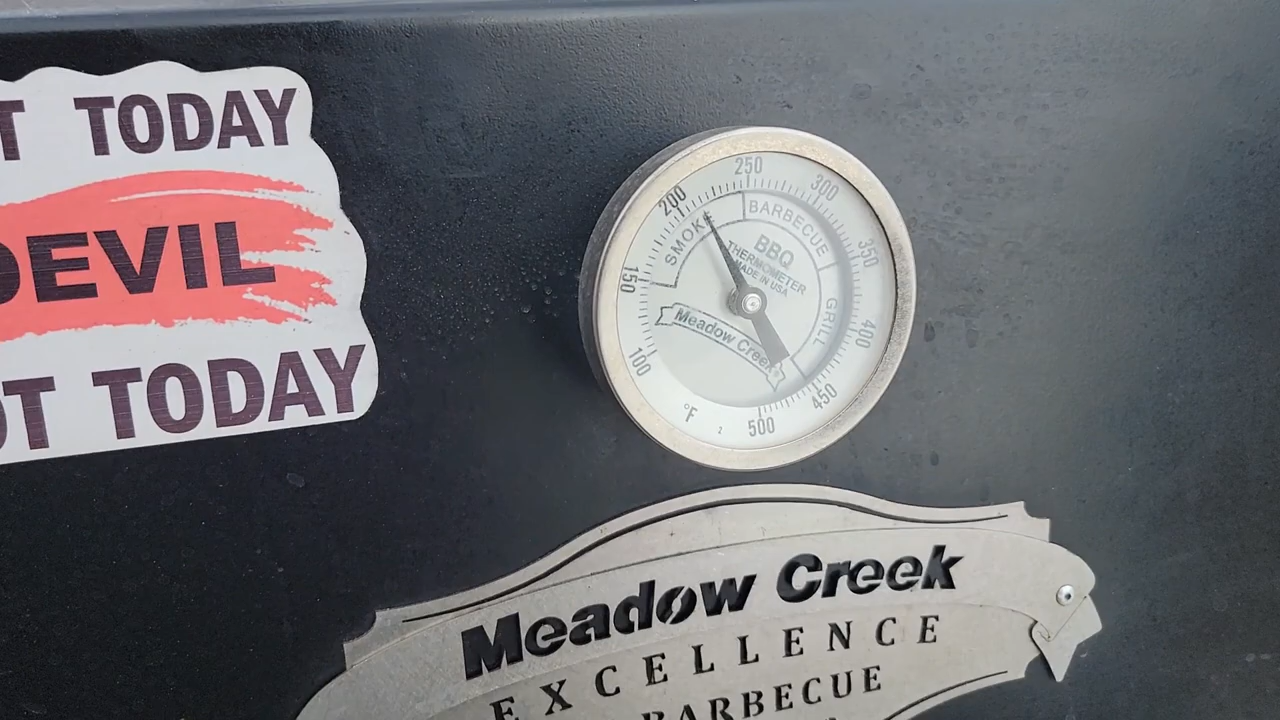 T TODAY
DEVIL
OT TODAY
100
150
200
250
300
350
400
450
500
°F
2
SMOKE
BARBECUE
GRILL
BBQ
THERMOMETER
MADE IN USA
Meadow Creek
Meadow Creek
EXCELLENCE
BARBECUE